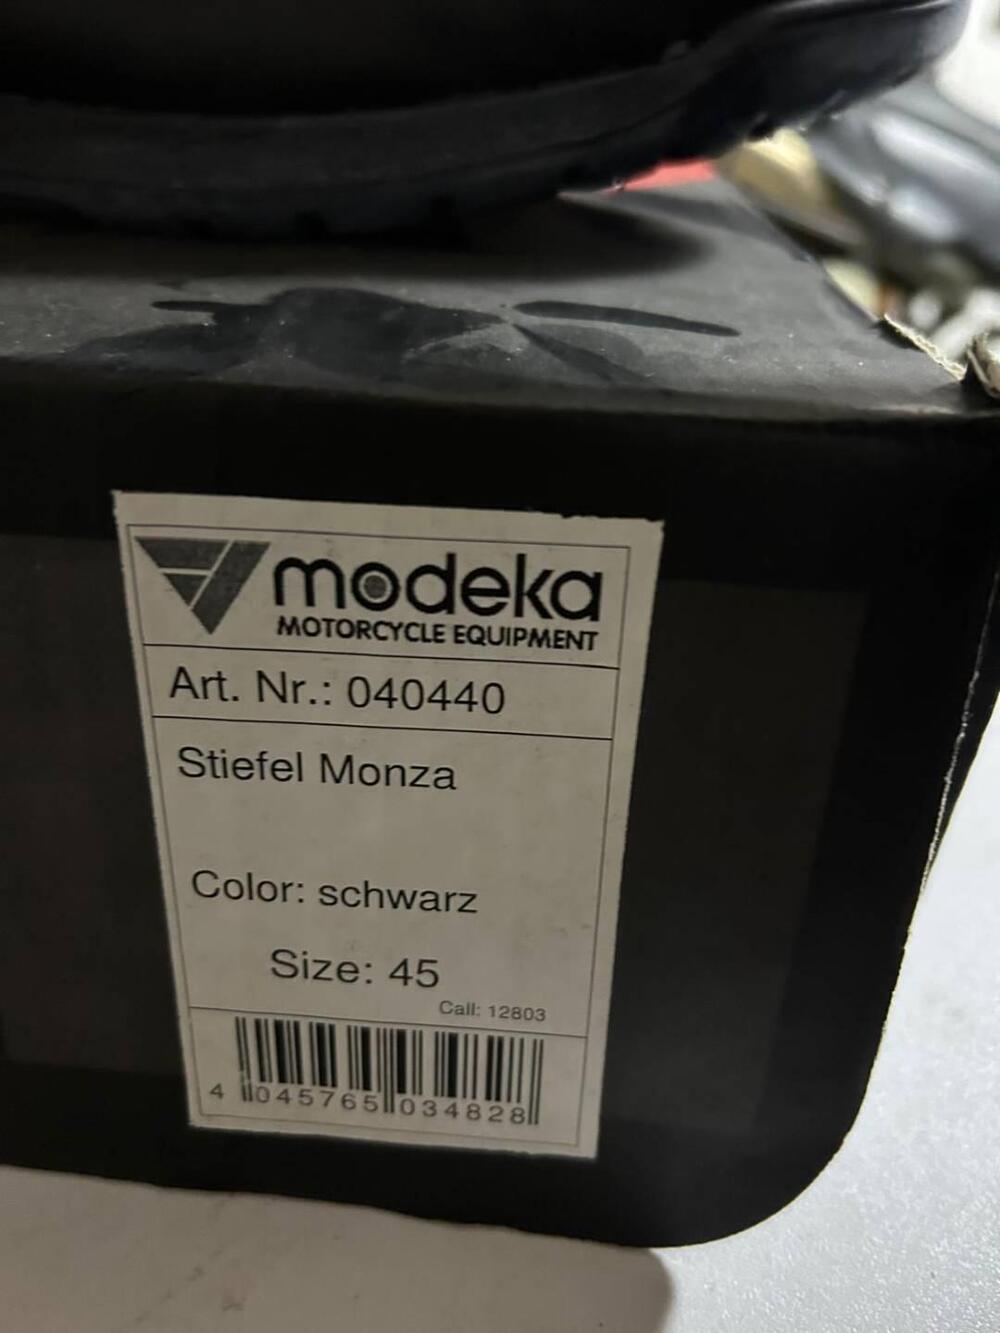 modeka
MOTORCYCLE EQUIPMENT
Art. Nr.: 040440
Stiefel Monza
Color: schwarz
Size: 45
Call: 12803
4 045765 034828